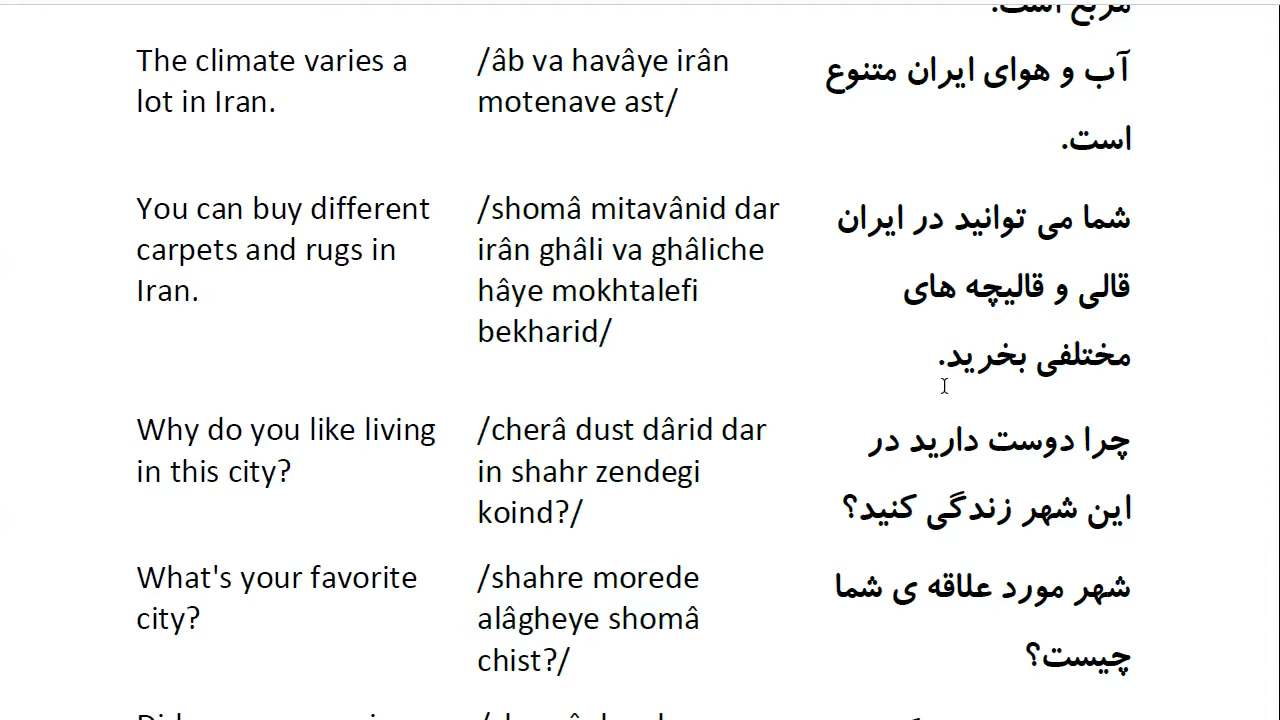 مربع است.
The climate varies a
lot in Iran.
/âb va havâye irân
motenave ast/
آب و هوای ایران متنوع
است.
You can buy different
carpets and rugs in
Iran.
/shomâ mitavânid dar
irân ghâli va ghâliche
hâye mokhtalefi
bekharid/
شما می توانید در ایران
قالی و قالیچه های
مختلفی بخرید.
Why do you like living
in this city?
/cherâ dust dârid dar
in shahr zendegi
koind?/
چرا دوست دارید در
این شهر زندگی کنید؟
What's your favorite
city?
/shahre morede
alâgheye shomâ
chist?/
شهر مورد علاقه ی شما
چیست؟